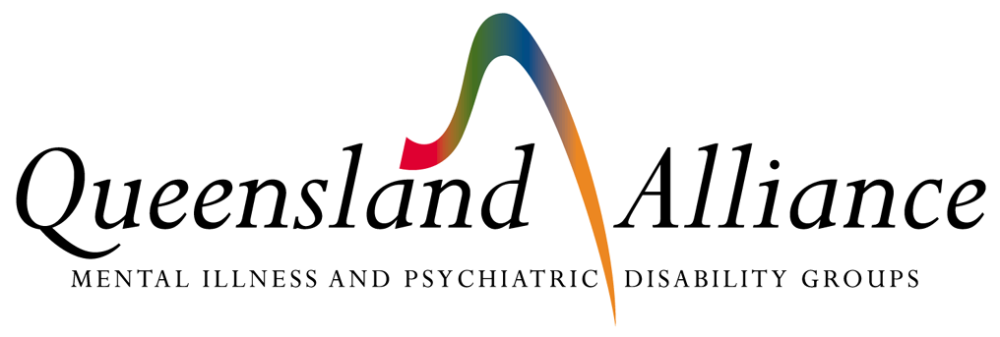 Queensland Alliance
MENTAL ILLNESS AND PSYCHIATRIC DISABILITY GROUPS